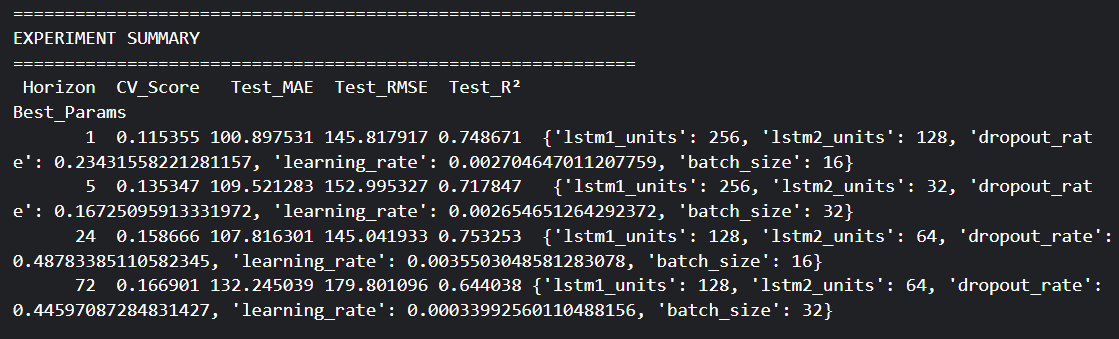 ============================================================
EXPERIMENT SUMMARY
============================================================
 Horizon  CV_Score   Test_MAE  Test_RMSE  Test_R²
Best_Params
       1  0.115355 100.897531 145.817917 0.748671  {'lstm1_units': 256, 'lstm2_units': 128, 'dropout_rat
e': 0.23431558221281157, 'learning_rate': 0.002704647011207759, 'batch_size': 16}
       5  0.135347 109.521283 152.995327 0.717847   {'lstm1_units': 256, 'lstm2_units': 32, 'dropout_rat
e': 0.16725095913331972, 'learning_rate': 0.002654651264292372, 'batch_size': 32}
      24  0.158666 107.816301 145.041933 0.753253  {'lstm1_units': 128, 'lstm2_units': 64, 'dropout_rate':
0.48783385110582345, 'learning_rate': 0.0035503048581283078, 'batch_size': 16}
      72  0.166901 132.245039 179.801096 0.644038 {'lstm1_units': 128, 'lstm2_units': 64, 'dropout_rate':
0.44597087284831427, 'learning_rate': 0.00033992560110488156, 'batch_size': 32}